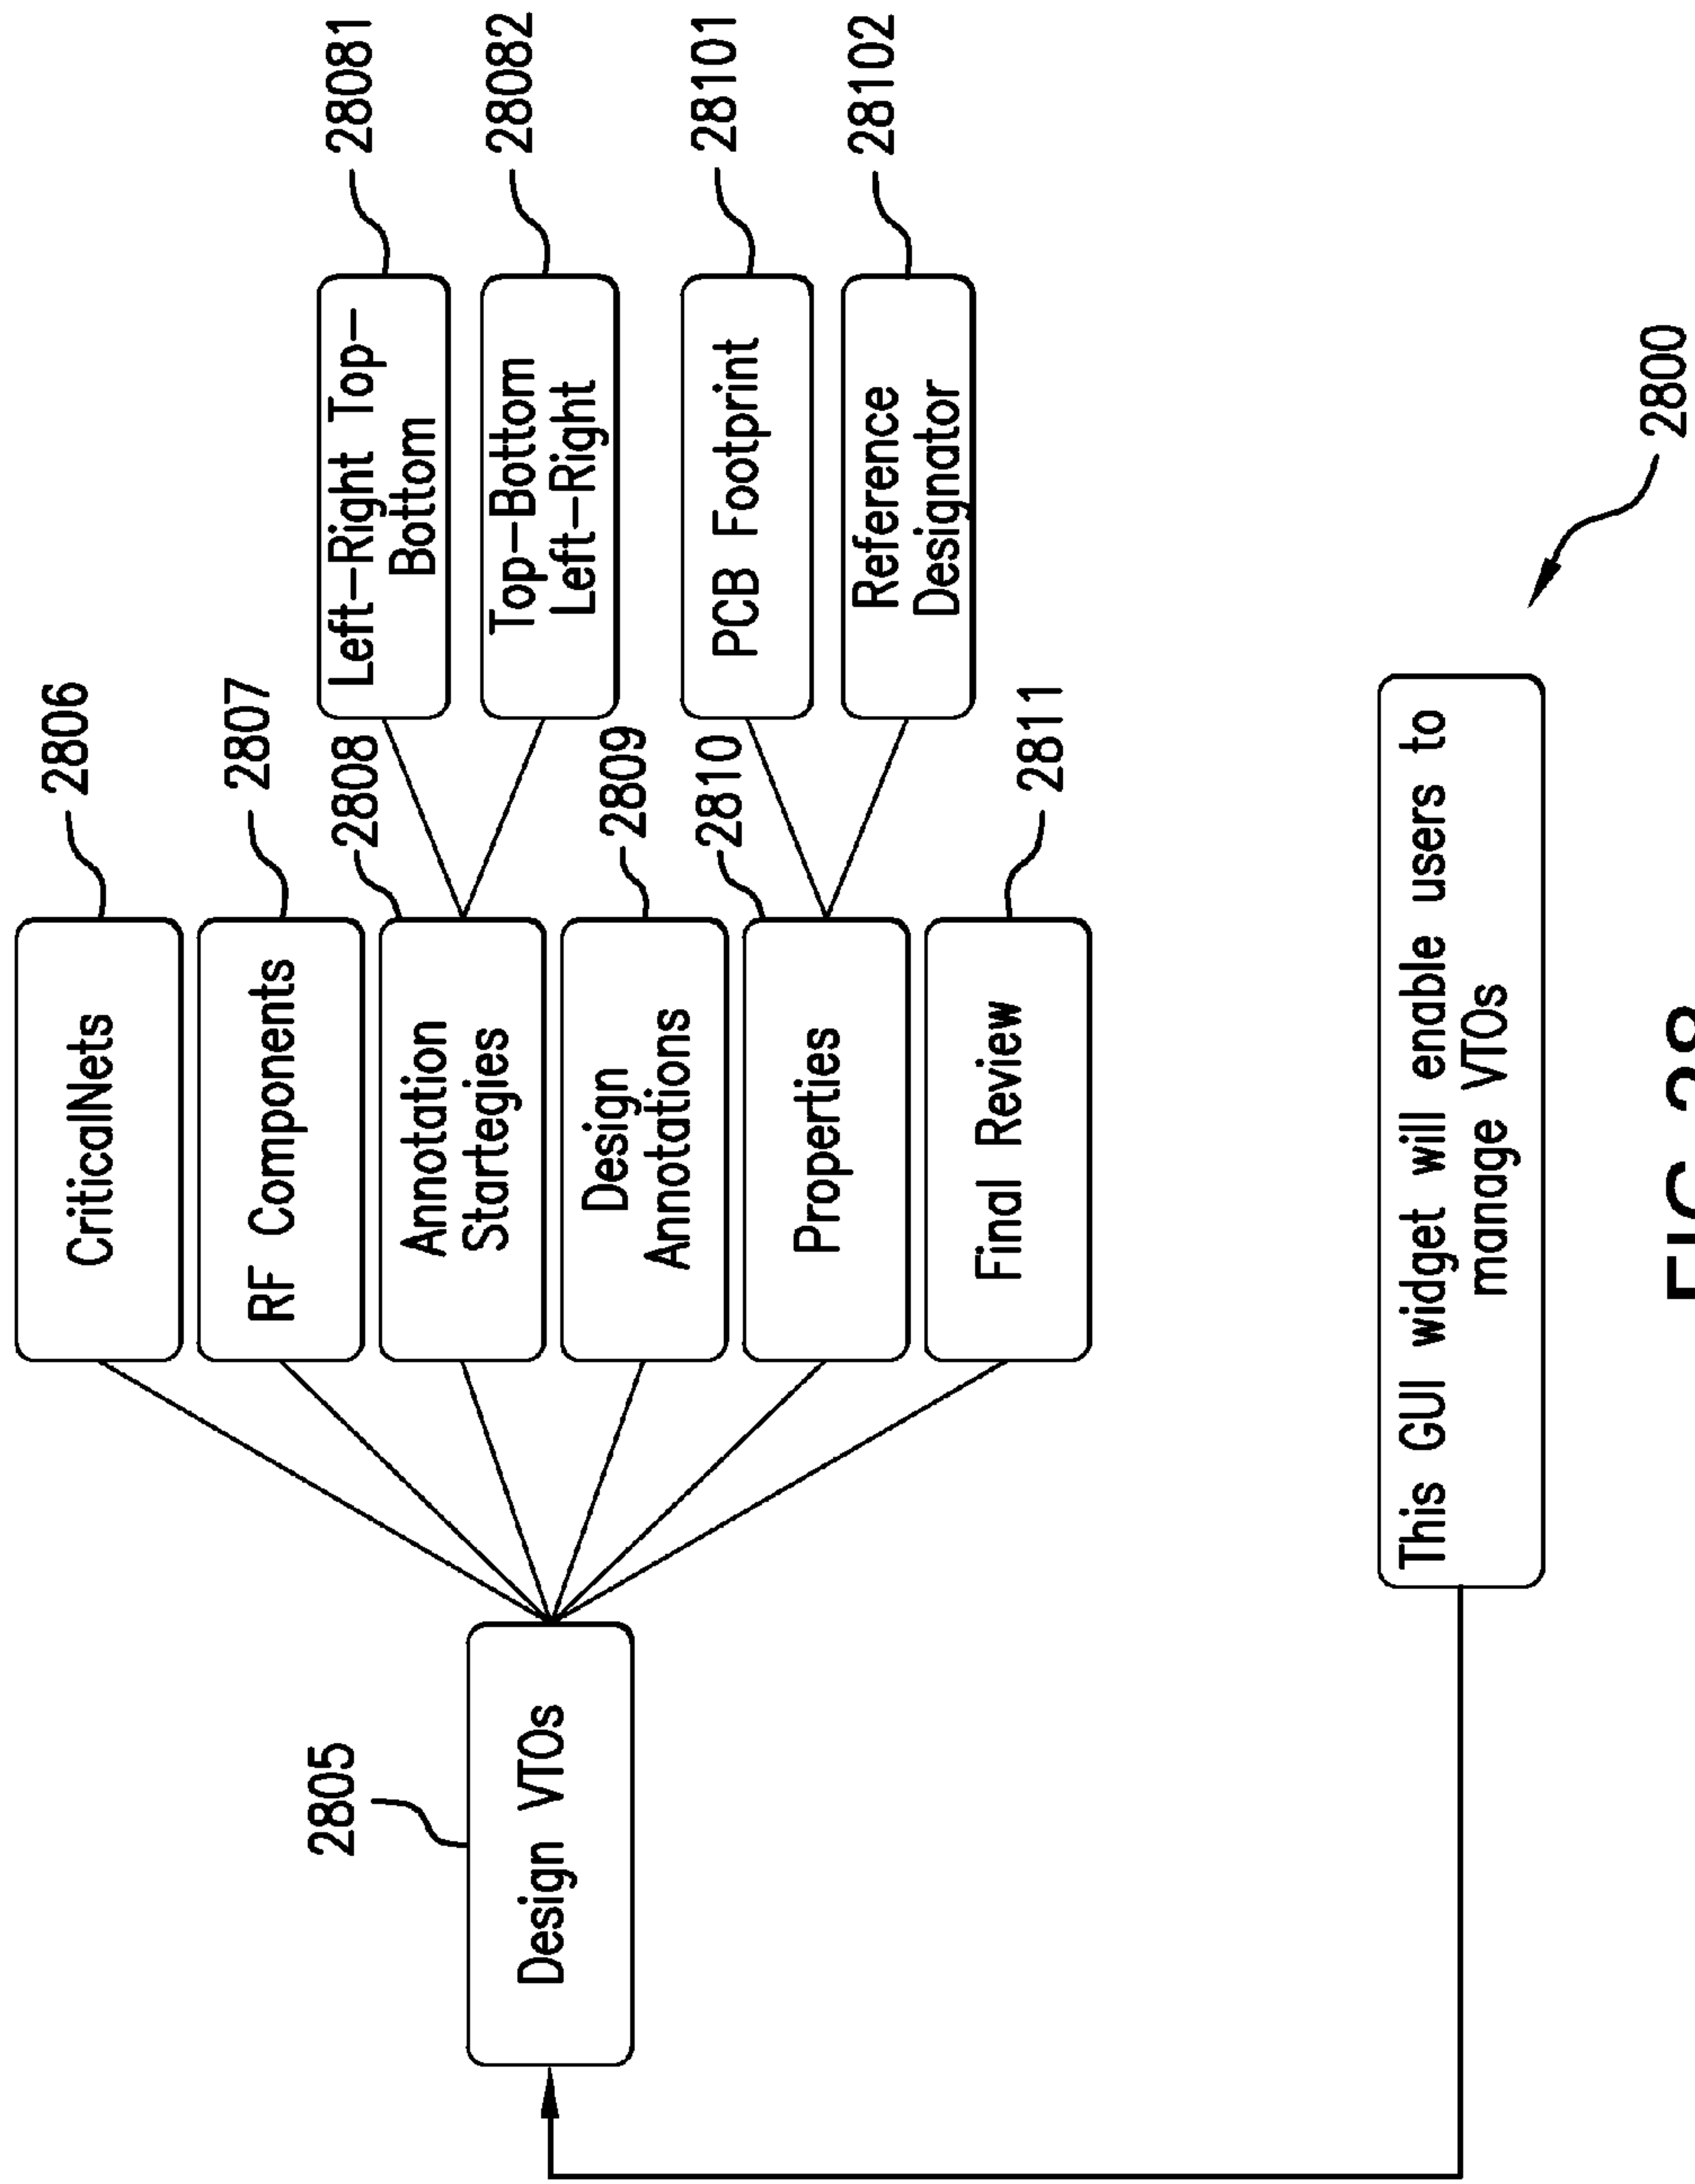 2805
Design VTOs
CriticalNets
2806
RF Components
2807
Annotation
Startegies
2808
Design
Annotations
2809
Properties
2810
Final Review
2811
Left–Right Top–
Bottom
28081
Top–Bottom
Left–Right
28082
PCB Footprint
28101
Reference
Designator
28102
This GUI widget will enable users to
manage VTOs
2800
FIG.28